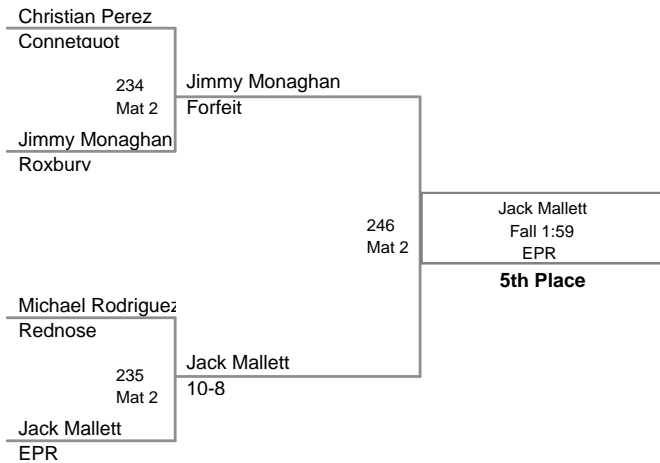 Christian Perez
Connetquot
234
Mat 2
Jimmy Monaghan
Forfeit
Jimmy Monaghan
Roxbury
246
Mat 2
Jack Mallett
Fall 1:59
EPR
5th Place
Michael Rodriguez
Rednose
235
Mat 2
Jack Mallett
10-8
Jack Mallett
EPR